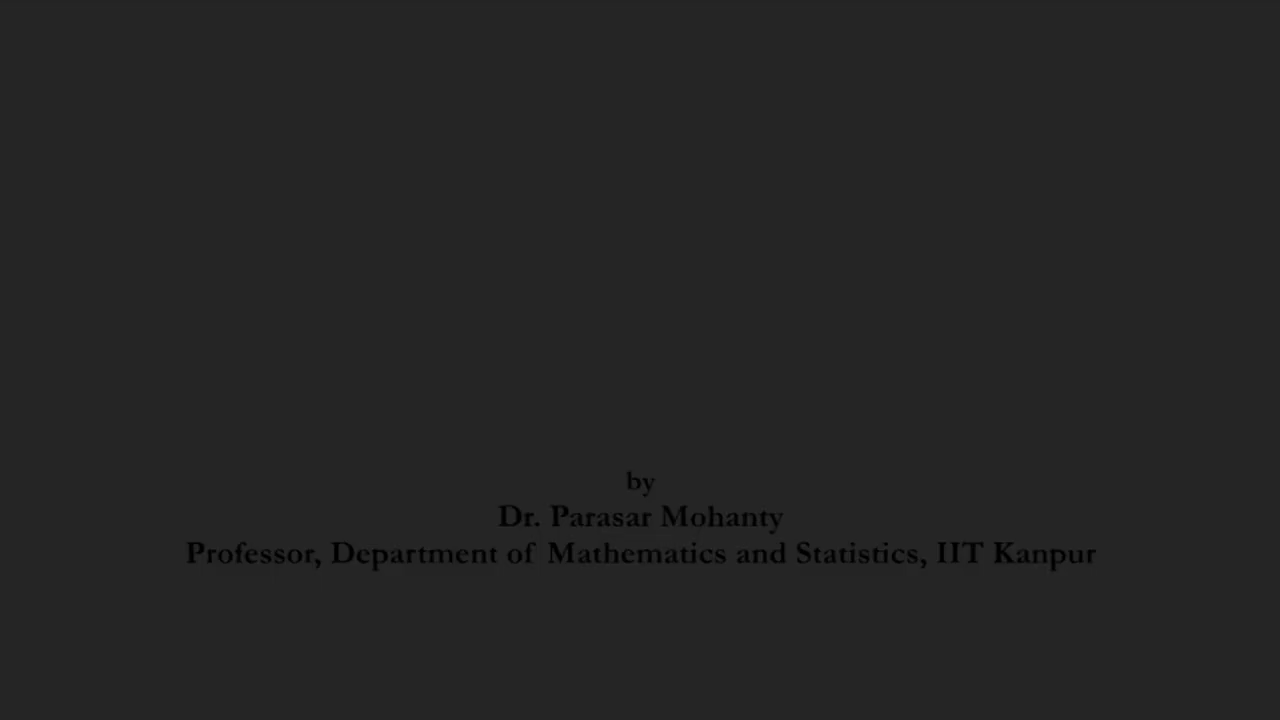 by
Dr. Parasar Mohanty
Professor, Department of Mathematics and Statistics, IIT Kanpur